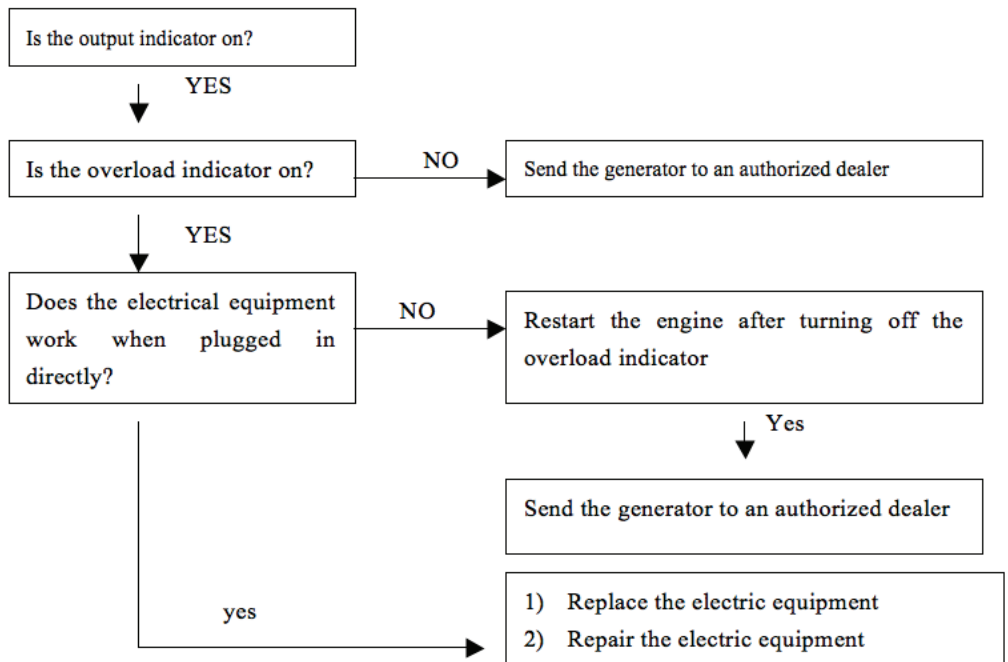 Is the output indicator on?
YES
Is the overload indicator on?
NO
Send the generator to an authorized dealer
YES
Does the electrical equipment
work when plugged in
directly?
NO
Restart the engine after turning off the
overload indicator
Yes
Send the generator to an authorized dealer
yes
1) Replace the electric equipment
2) Repair the electric equipment